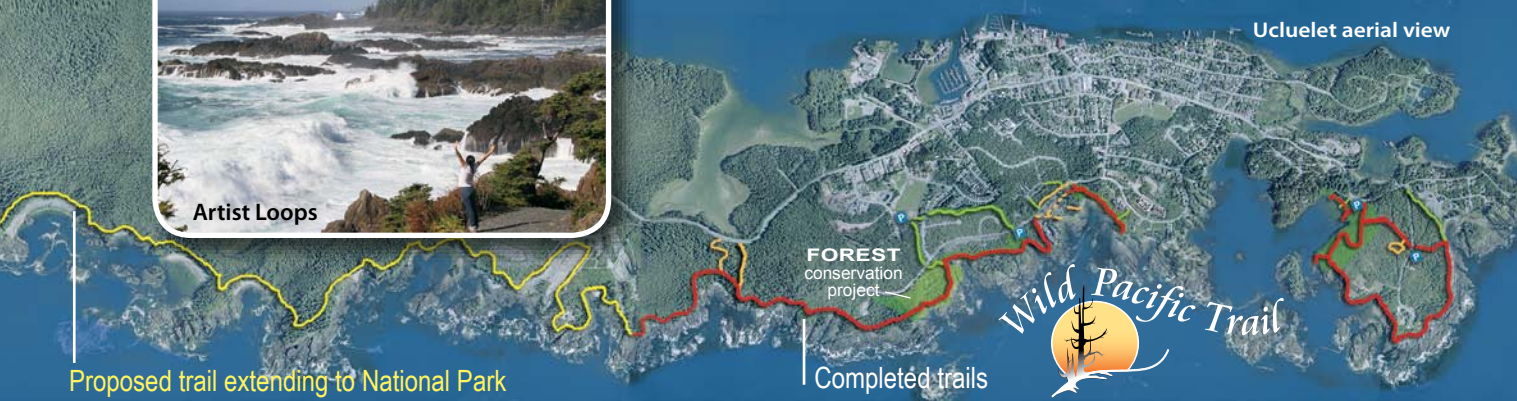 Ucluelet aerial view
Artist Loops
P
P
P
P
FOREST
conservation
project
Wild Pacific Trail
Proposed trail extending to National Park
Completed trails